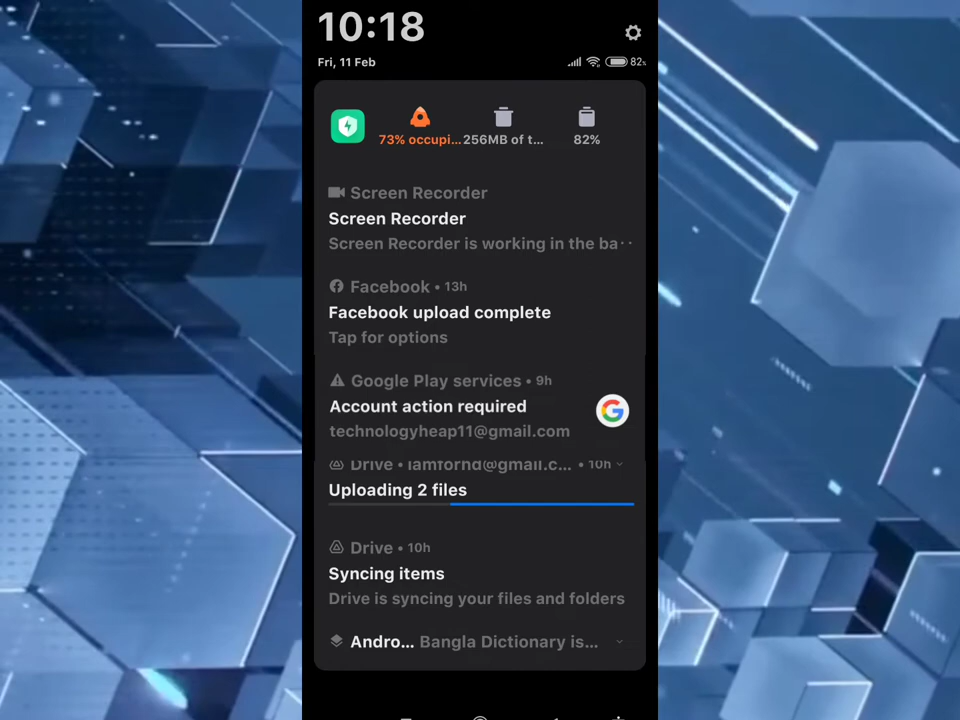 10:18
Fri, 11 Feb
82%
73% occupi... 256MB of t... 82%
Screen Recorder
Screen Recorder
Screen Recorder is working in the ba··
Facebook • 13h
Facebook upload complete
Tap for options
Google Play services • 9h
Account action required
technologyheap11@gmail.com
Drive • iamfornd@gmail.c... • 10h
Uploading 2 files
Drive • 10h
Syncing items
Drive is syncing your files and folders
Andro... Bangla Dictionary is...